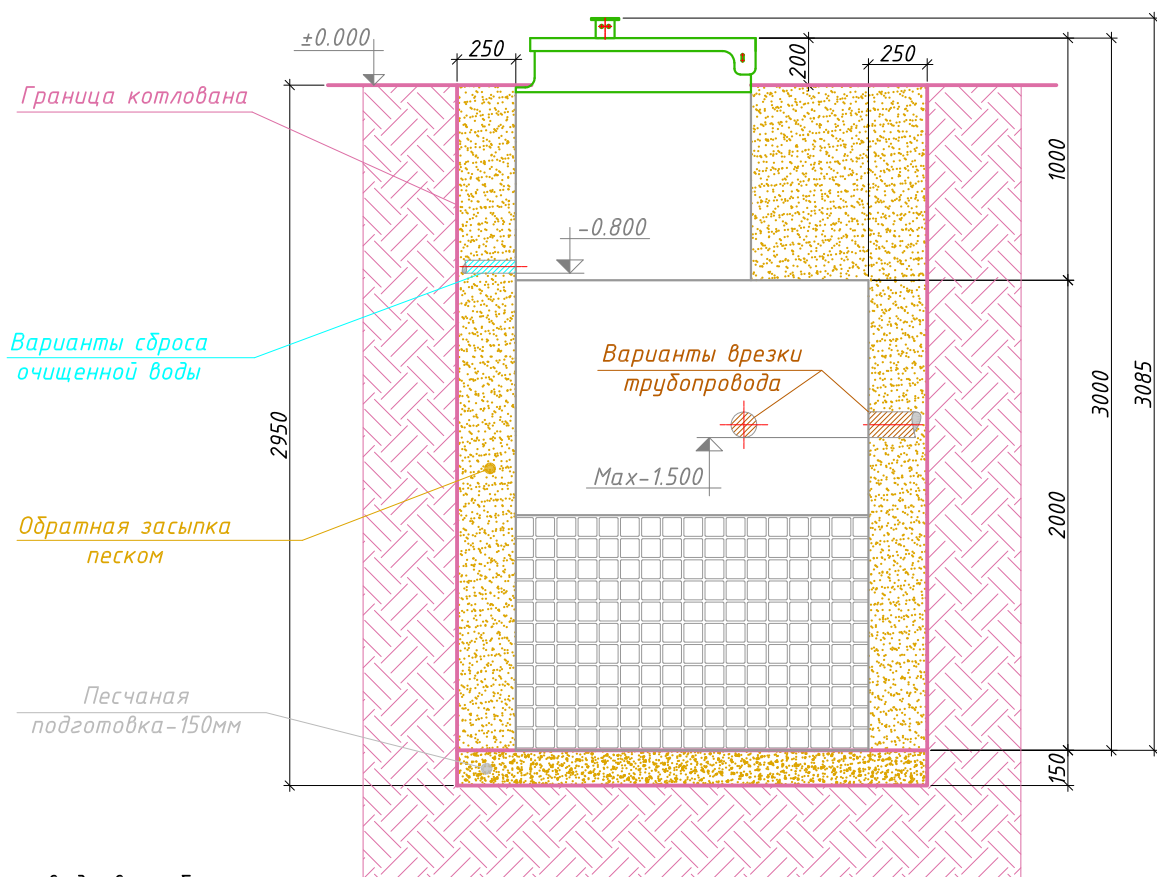 ±0.000
250
200
250
Граница котлована
1000
-0.800
Варианты сброса
очищенной воды
Варианты врезки
трубопровода
3000
3085
2950
Max-1.500
2000
Обратная засыпка
песком
Песчаная
подготовка-150мм
150